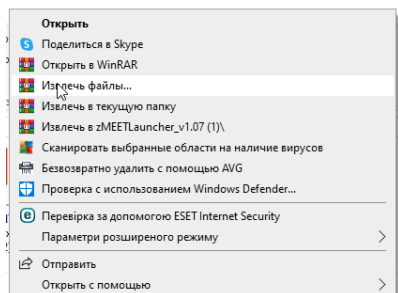 Открыть
Поделиться в Skype
Открыть в WinRAR
Извлечь файлы...
Извлечь в текущую папку
Извлечь в zMEETLauncher_v1.07 (1)\
Сканировать выбранные области на наличие вирусов
Безвозвратно удалить с помощью AVG
Проверка с использованием Windows Defender...
Перевірка за допомогою ESET Internet Security
Параметри розширеного режиму
Отправить
Открыть с помощью